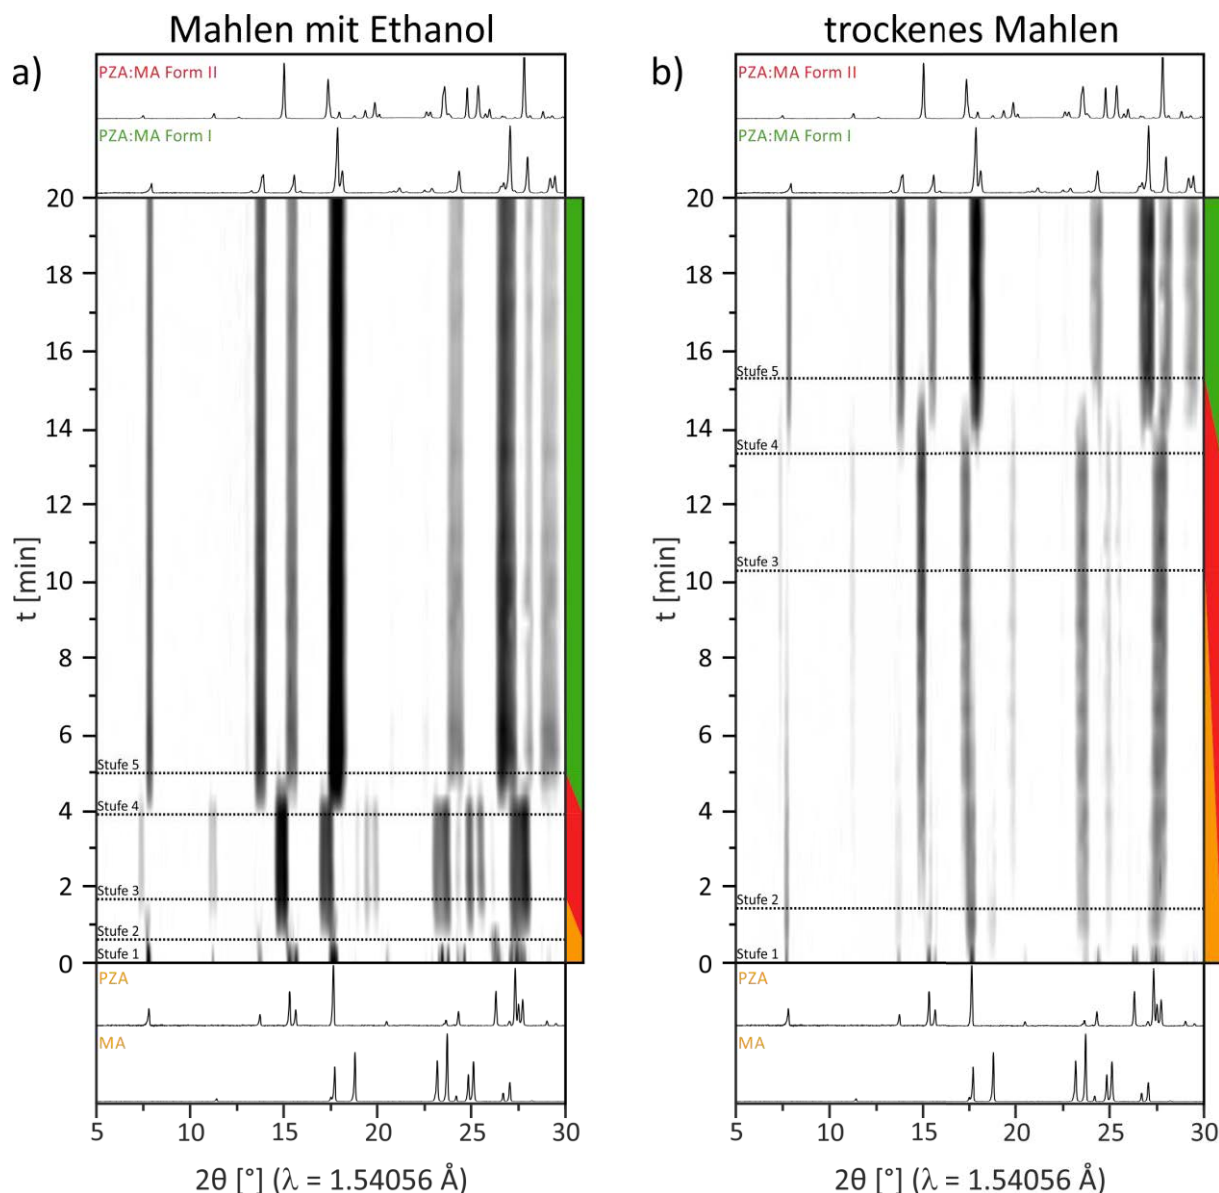 Mahlen mit Ethanol
a)
PZA:MA Form II
PZA:MA Form I
20
18
16
14
12
10
8
6
4
2
0
t [min]
Stufe 5
Stufe 4
Stufe 3
Stufe 2
Stufe 1
PZA
MA
5
10
15
20
25
30
2θ [°] (λ = 1.54056 Å)
trockenes Mahlen
b)
PZA:MA Form II
PZA:MA Form I
20
18
16
14
12
10
8
6
4
2
0
t [min]
Stufe 5
Stufe 4
Stufe 3
Stufe 2
Stufe 1
PZA
MA
5
10
15
20
25
30
2θ [°] (λ = 1.54056 Å)